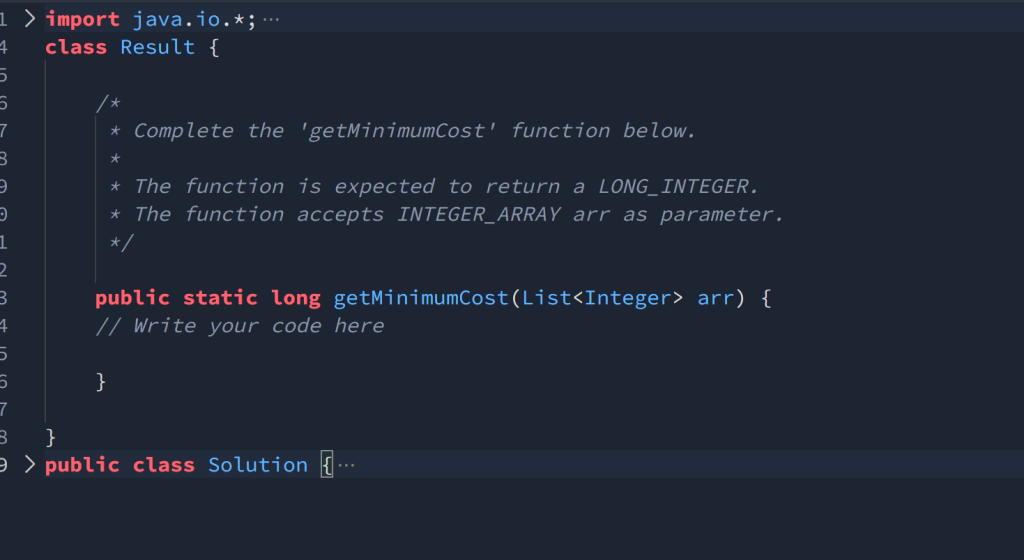 1 import java.io.*;...
4 class Result {
5
6 /*
7 * Complete the 'getMinimumCost' function below.
8 *
9 * The function is expected to return a LONG_INTEGER.
0 * The function accepts INTEGER_ARRAY arr as parameter.
1 */
2
3 public static long getMinimumCost(List<Integer> arr) {
4 // Write your code here
5
6 }
7
8 }
9 public class Solution {...